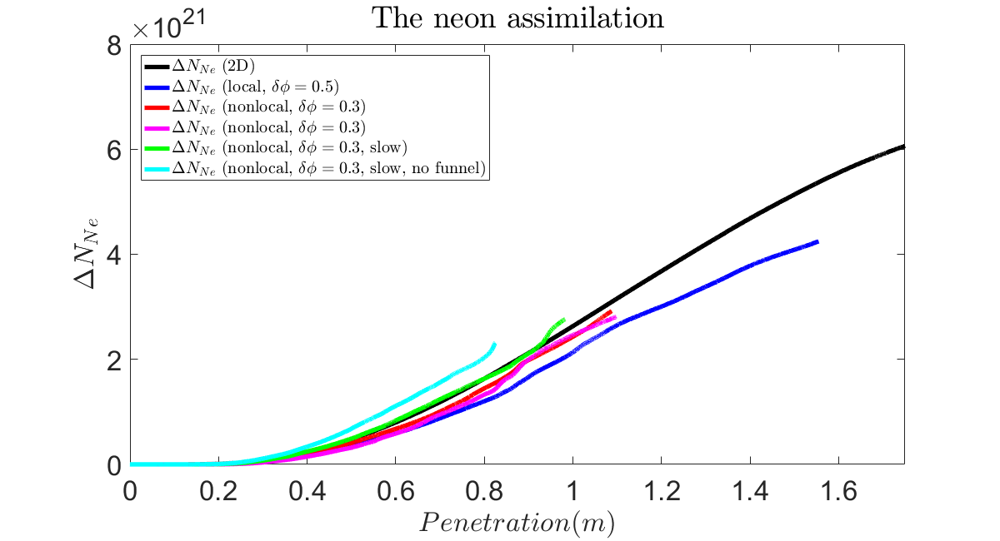 The neon assimilation
×10^21
8
6
4
2
0
ΔN_Ne
ΔN_Ne (2D)
ΔN_Ne (local, δϕ = 0.5)
ΔN_Ne (nonlocal, δϕ = 0.3)
ΔN_Ne (nonlocal, δϕ = 0.3)
ΔN_Ne (nonlocal, δϕ = 0.3, slow)
ΔN_Ne (nonlocal, δϕ = 0.3, slow, no funnel)
0 0.2 0.4 0.6 0.8 1 1.2 1.4 1.6
Penetration(m)